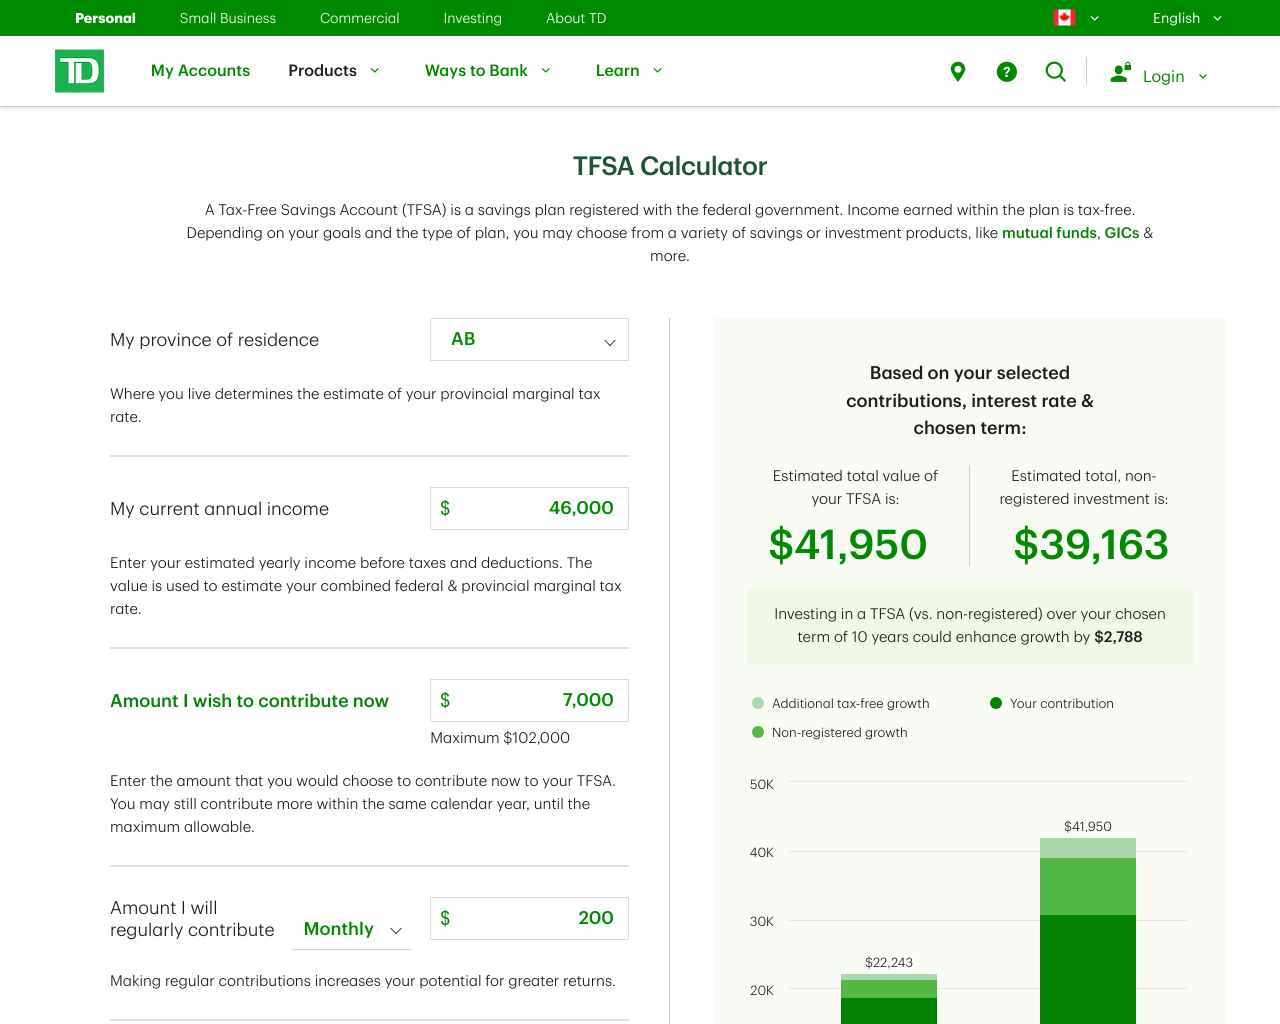 Personal
Small Business
Commercial
Investing
About TD
English
TD
My Accounts
Products
Ways to Bank
Learn
?
Login
TFSA Calculator
A Tax-Free Savings Account (TFSA) is a savings plan registered with the federal government. Income earned within the plan is tax-free.
Depending on your goals and the type of plan, you may choose from a variety of savings or investment products, like mutual funds, GICs &
more.
My province of residence
AB
Where you live determines the estimate of your provincial marginal tax
rate.
My current annual income
$ 46,000
Enter your estimated yearly income before taxes and deductions. The
value is used to estimate your combined federal & provincial marginal tax
rate.
Amount I wish to contribute now
$ 7,000
Maximum $102,000
Enter the amount that you would choose to contribute now to your TFSA.
You may still contribute more within the same calendar year, until the
maximum allowable.
Amount I will
regularly contribute
Monthly
$ 200
Making regular contributions increases your potential for greater returns.
Based on your selected
contributions, interest rate &
chosen term:
Estimated total value of
your TFSA is:
$41,950
Estimated total, non-
registered investment is:
$39,163
Investing in a TFSA (vs. non-registered) over your chosen
term of 10 years could enhance growth by $2,788
Additional tax-free growth
Your contribution
Non-registered growth
50K
$41,950
40K
30K
$22,243
20K